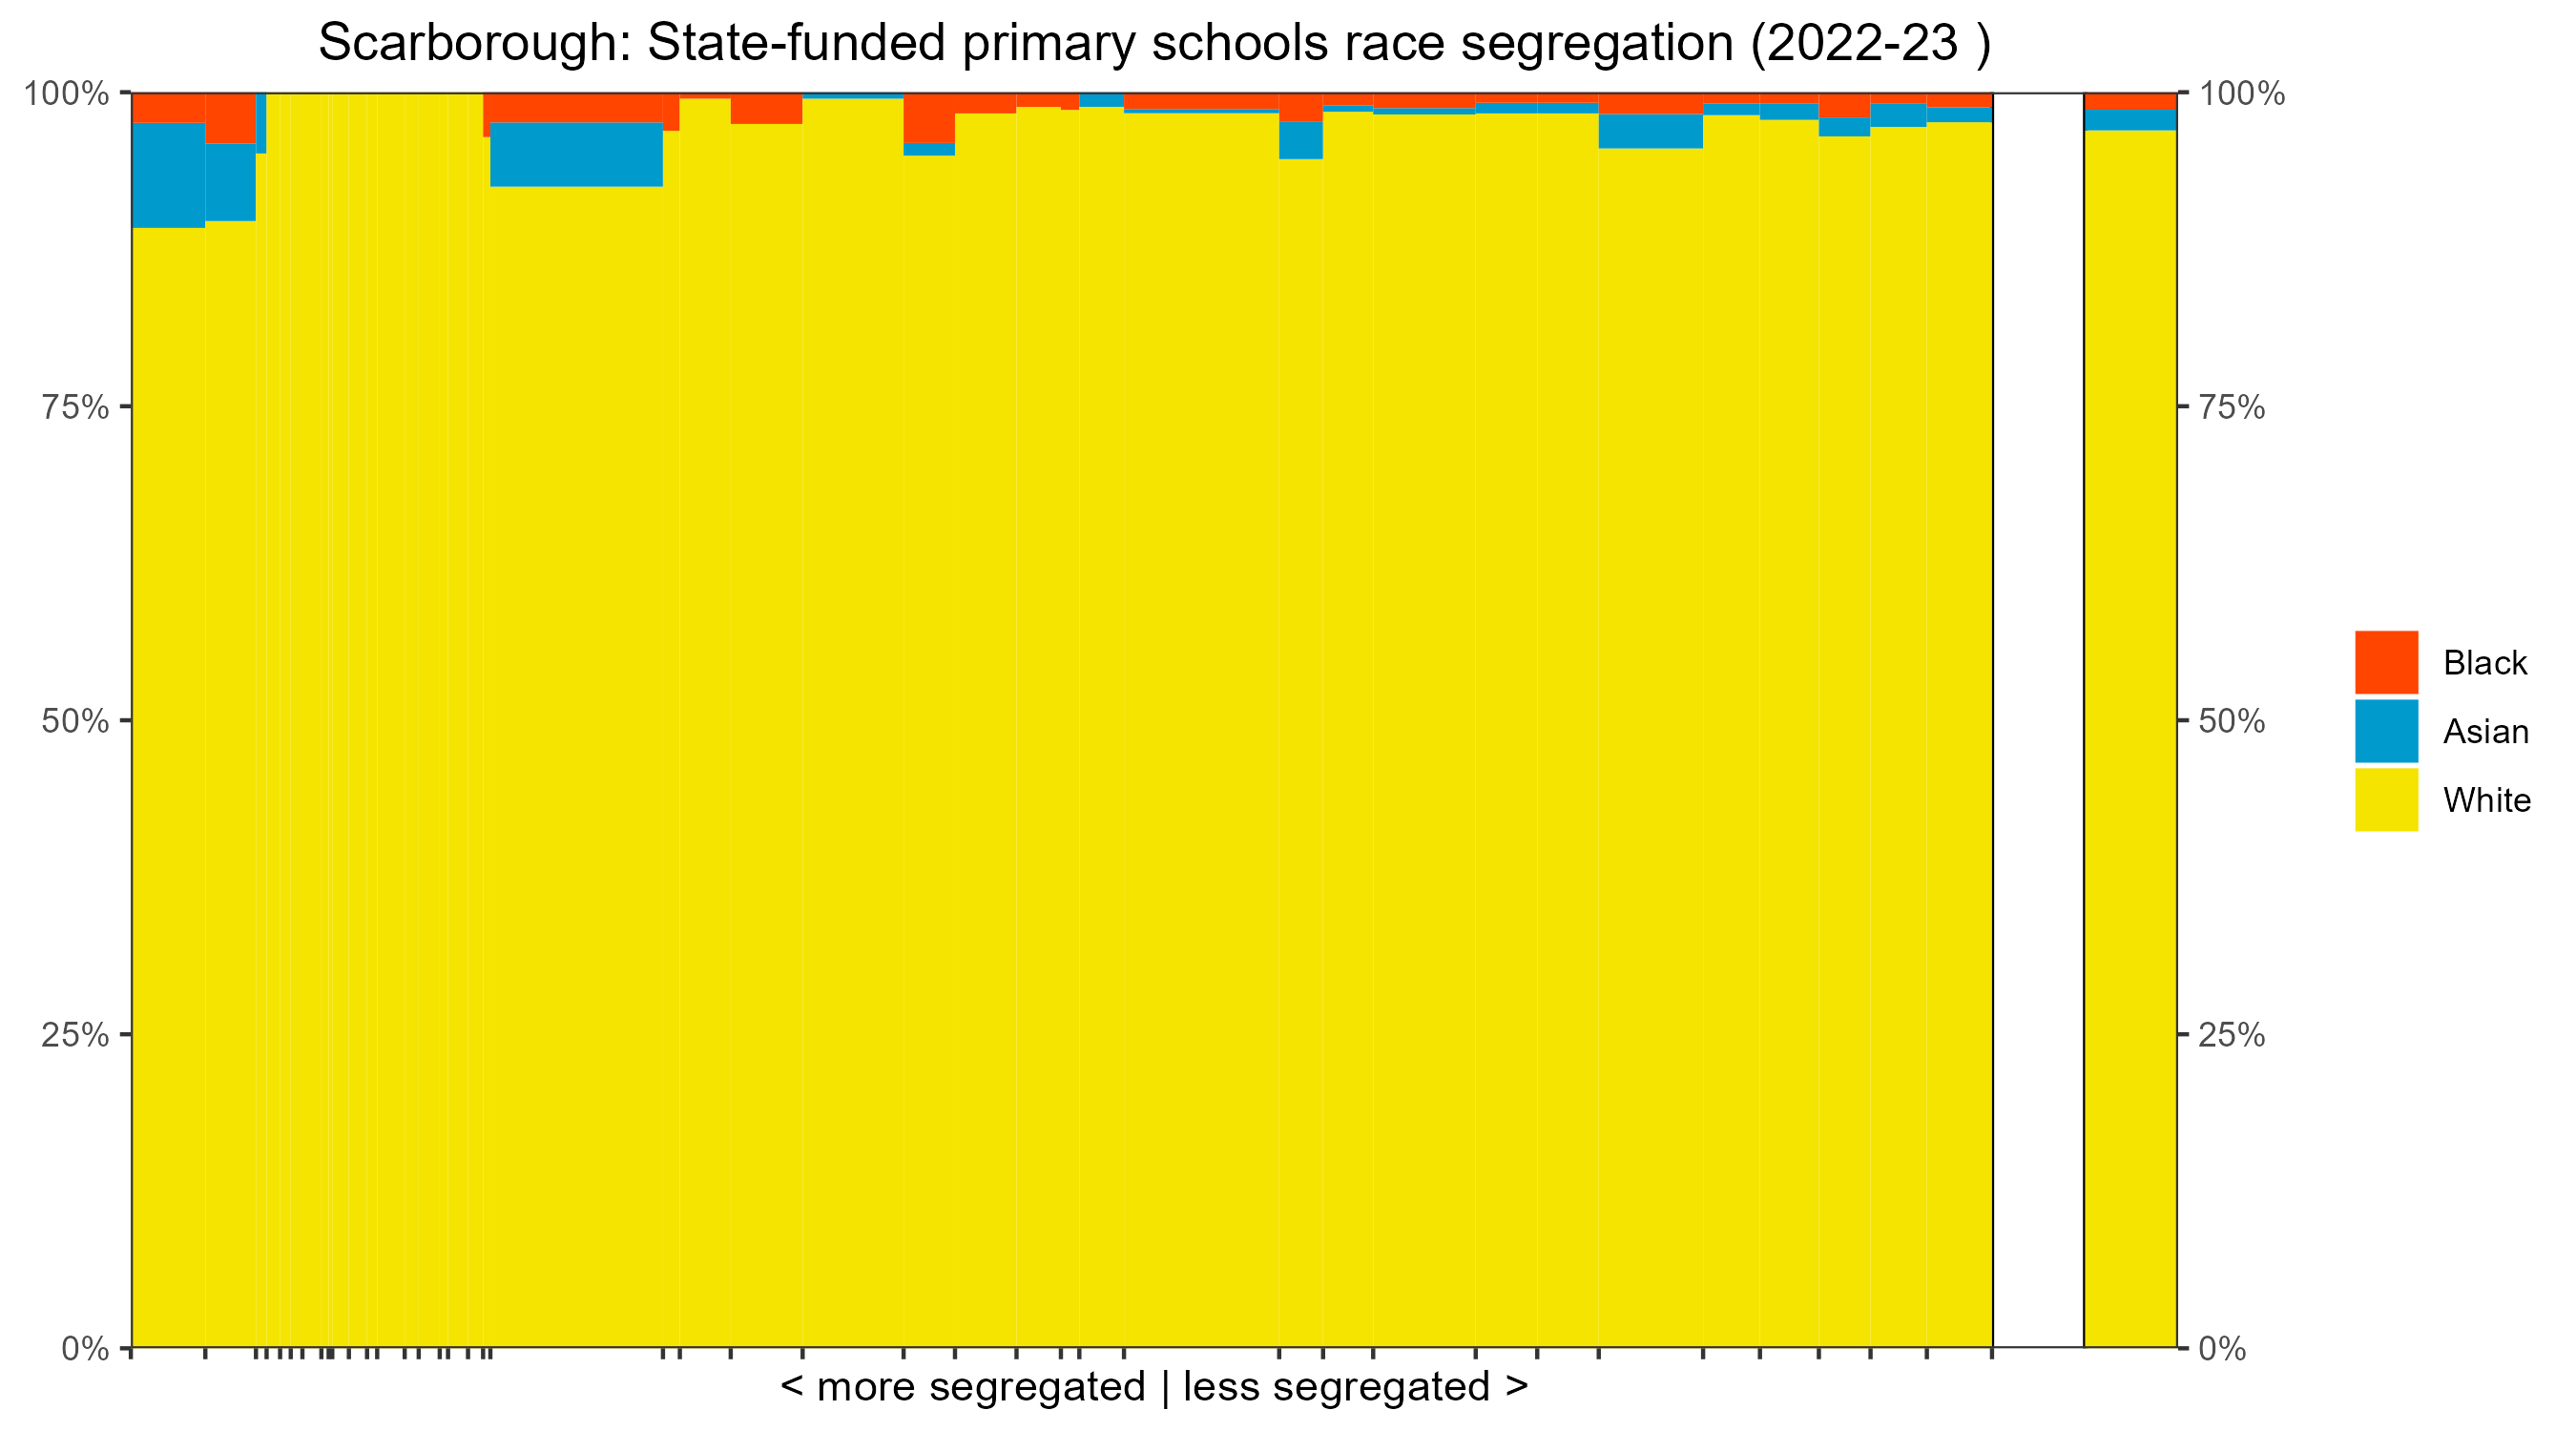 Scarborough: State-funded primary schools race segregation (2022-23 )
100%
75%
50%
25%
0%
100%
75%
50%
25%
0%
Black
Asian
White
< more segregated | less segregated >